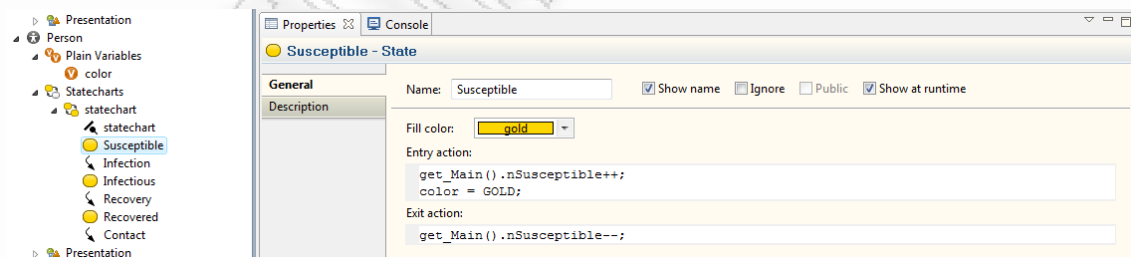 Presentation
Person
Plain Variables
color
Statecharts
statechart
statechart
Susceptible
Infection
Infectious
Recovery
Recovered
Contact
Presentation
Properties Console
Susceptible - State
General
Description
Name: Susceptible Show name Ignore Public Show at runtime
Fill color: gold
Entry action:
get_Main().nSusceptible++;
color = GOLD;
Exit action:
get_Main().nSusceptible--;